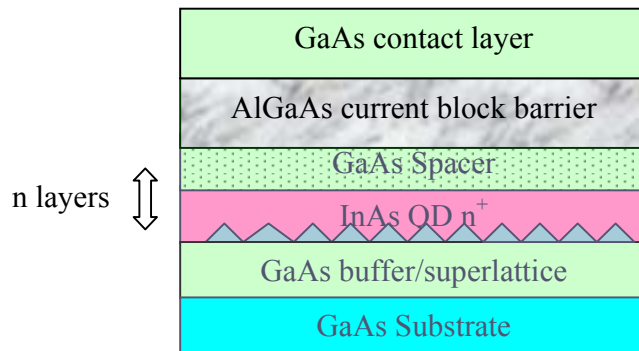 GaAs contact layer
AlGaAs current block barrier
GaAs Spacer
n layers
InAs QD n⁺
GaAs buffer/superlattice
GaAs Substrate